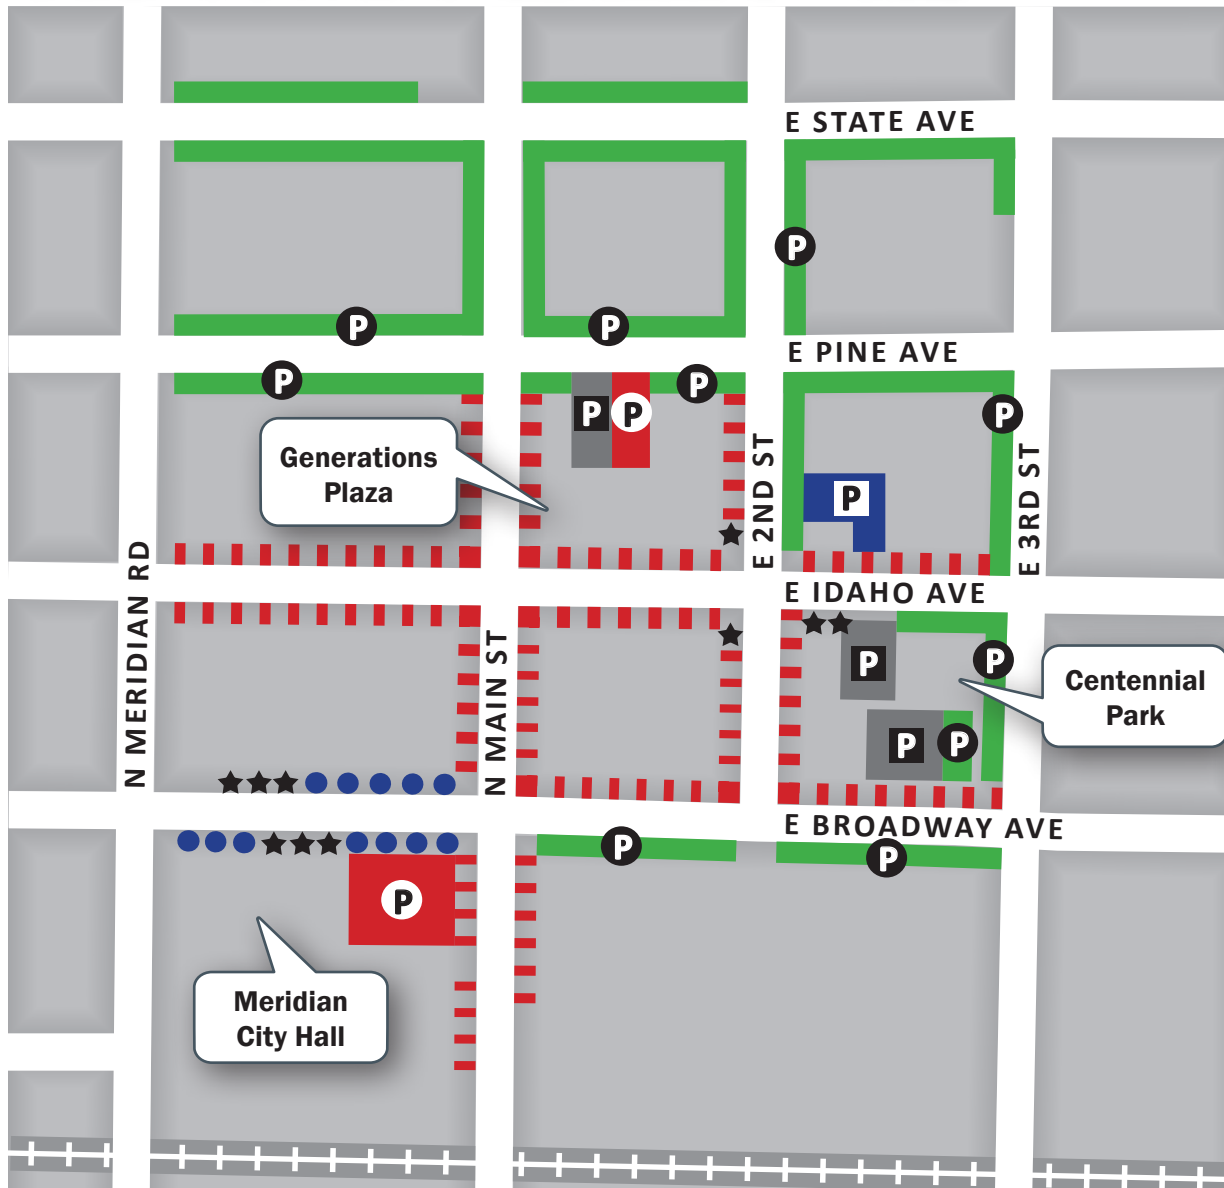 E STATE AVE
P
P
P
E PINE AVE
P
P
P
P
P
Generations
Plaza
P
E 2ND ST
E 3RD ST
N MERIDIAN RD
E IDAHO AVE
N MAIN ST
P
P
Centennial
Park
P
P
E BROADWAY AVE
P
P
P
Meridian
City Hall